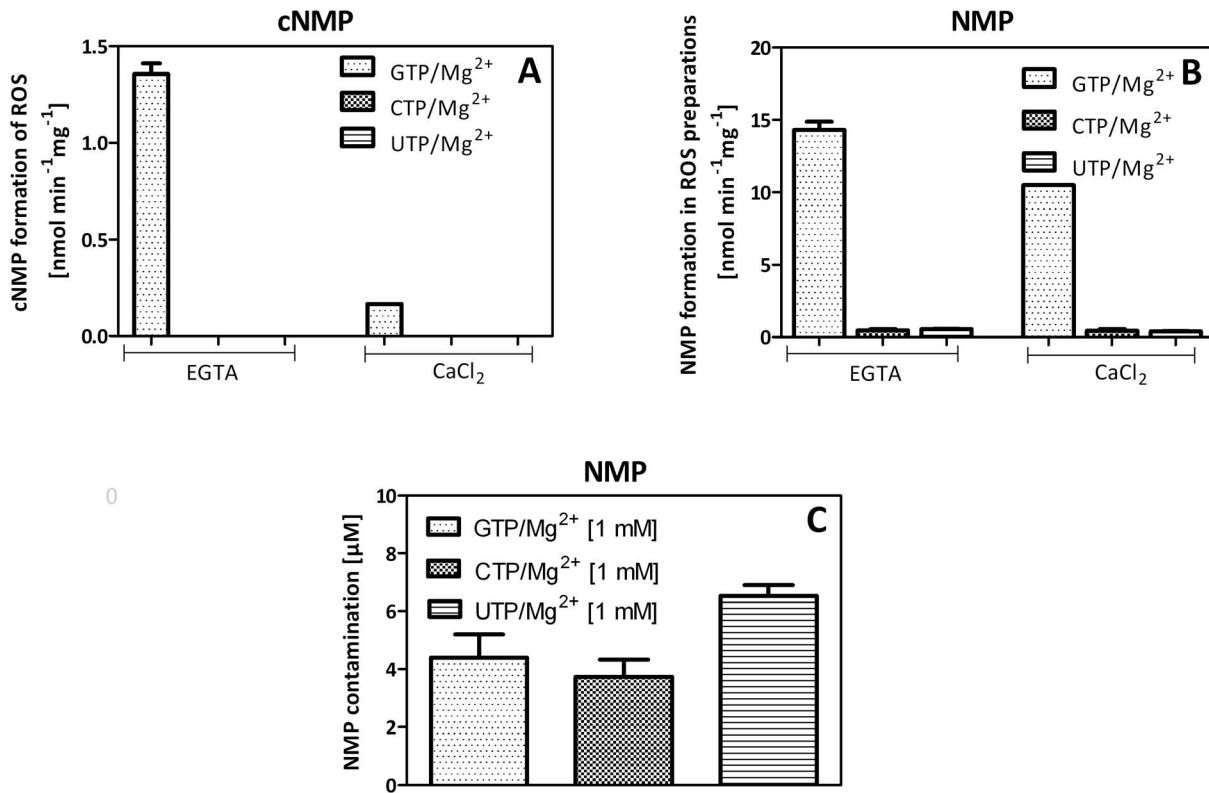 cNMP
A
cNMP formation of ROS
[nmol min⁻¹mg⁻¹]
1.5
1.0
0.5
0.0
GTP/Mg²⁺
CTP/Mg²⁺
UTP/Mg²⁺
EGTA
CaCl₂
NMP
B
NMP formation in ROS preparations
[nmol min⁻¹mg⁻¹]
20
15
10
5
0
GTP/Mg²⁺
CTP/Mg²⁺
UTP/Mg²⁺
EGTA
CaCl₂
0
NMP
C
NMP contamination [µM]
10
8
6
4
2
0
GTP/Mg²⁺ [1 mM]
CTP/Mg²⁺ [1 mM]
UTP/Mg²⁺ [1 mM]